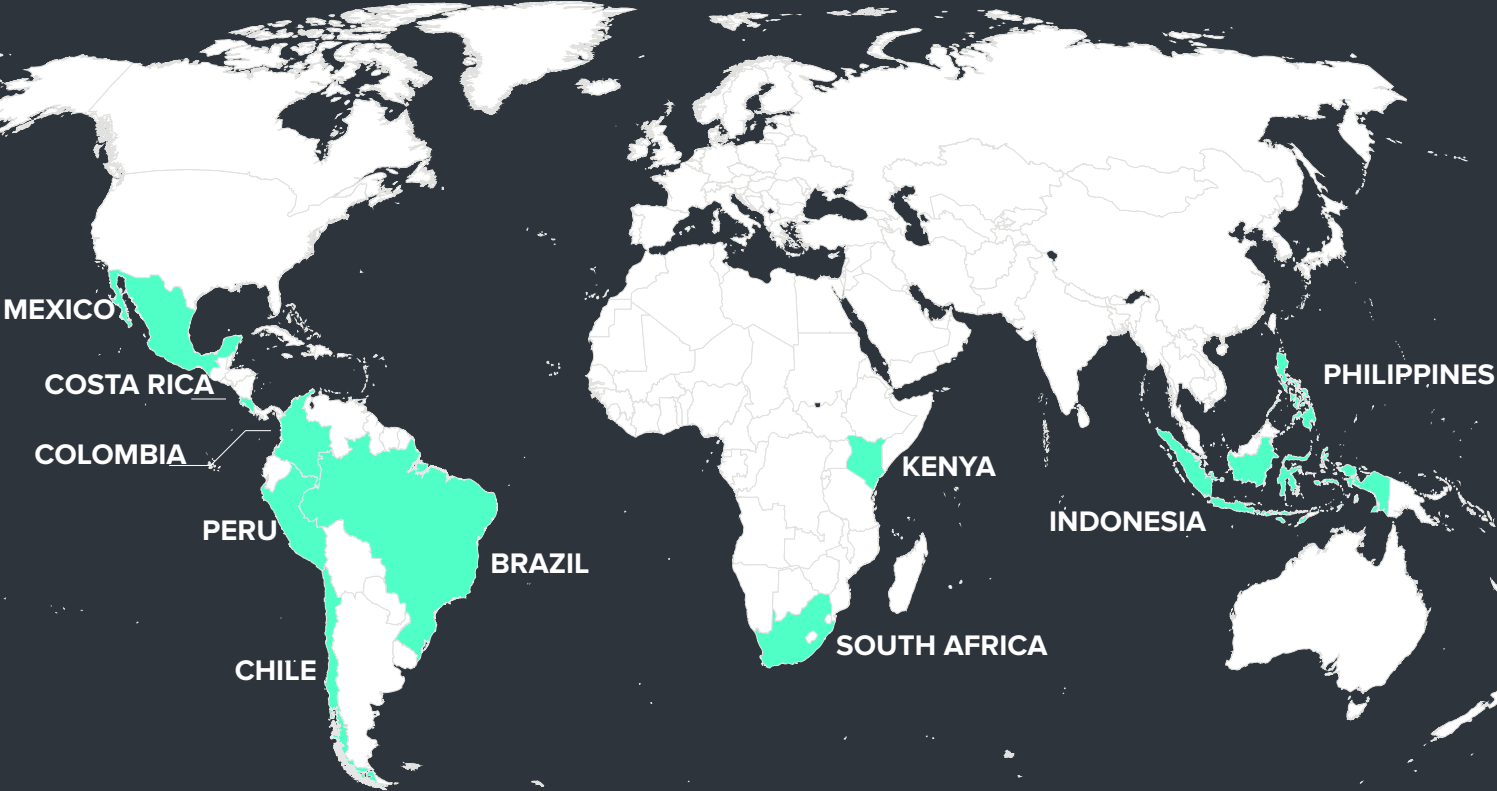 MEXICO
COSTA RICA
COLOMBIA
PERU
BRAZIL
CHILE
KENYA
SOUTH AFRICA
INDONESIA
PHILIPPINES